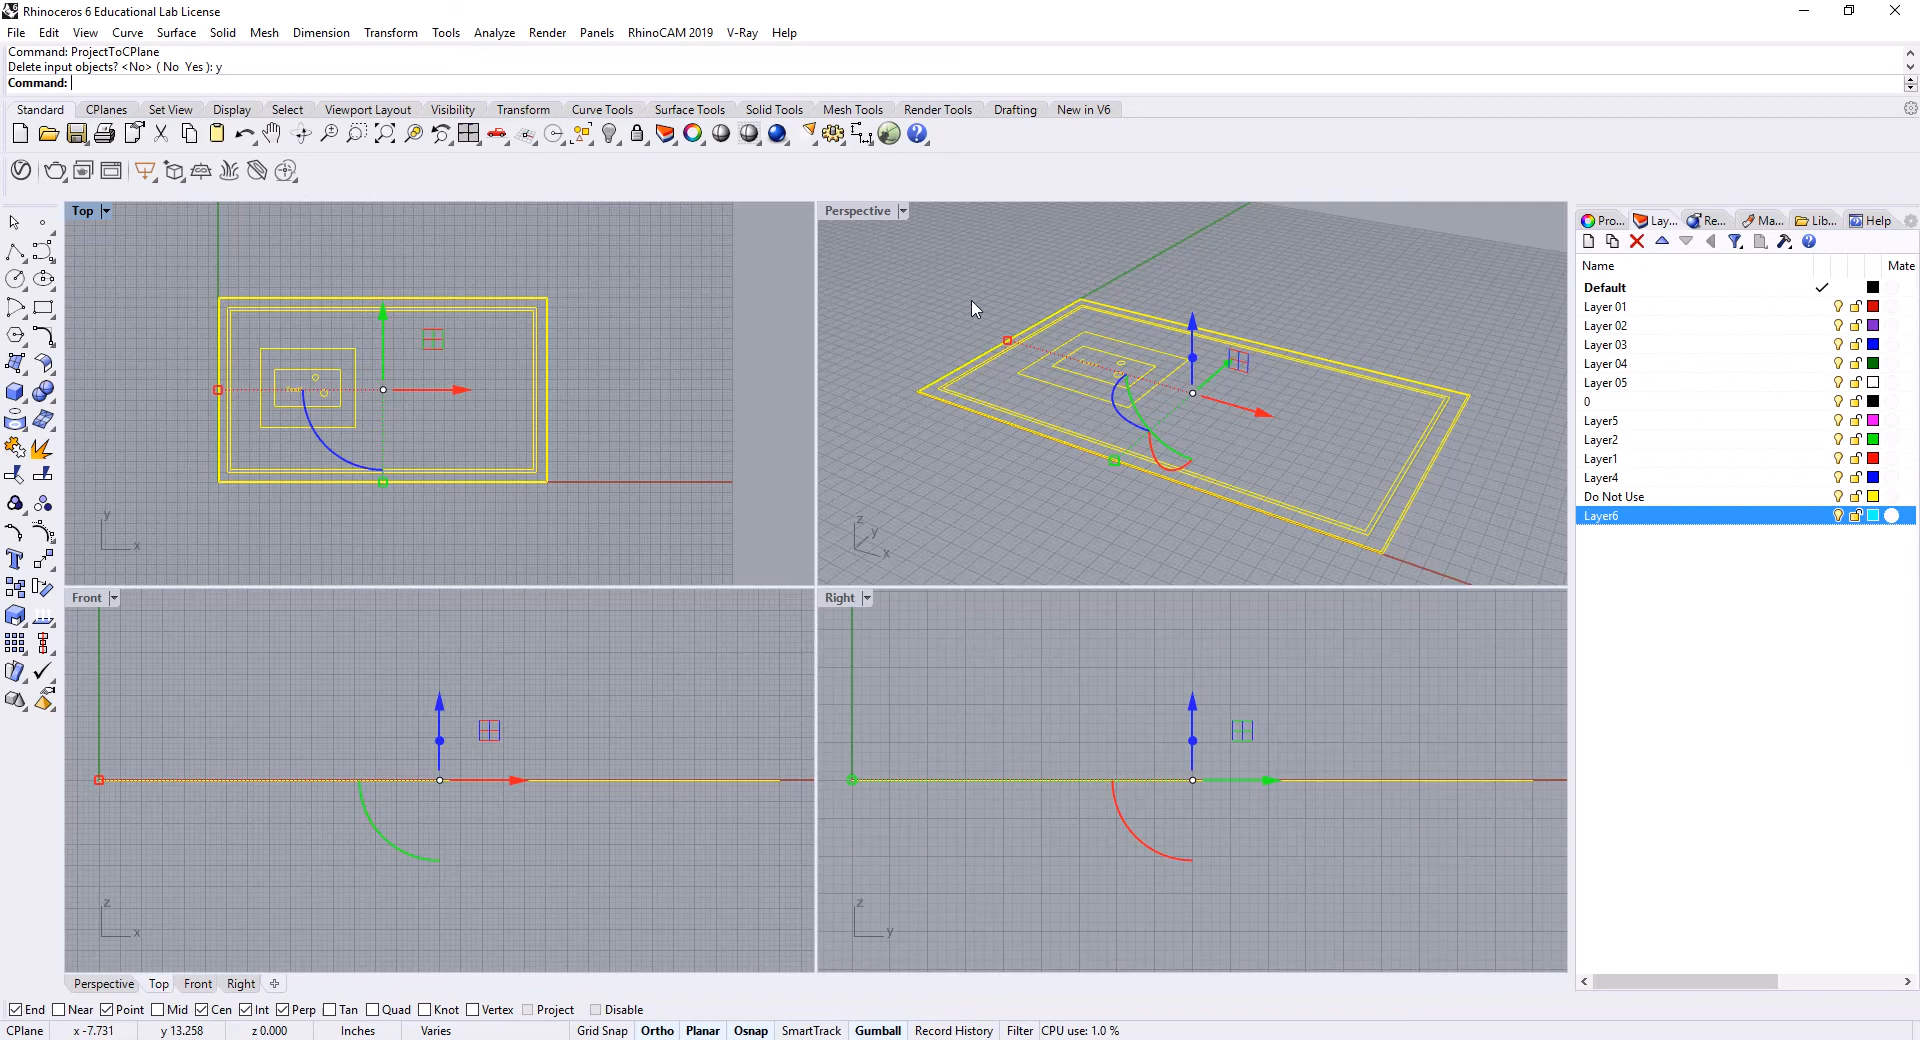 Rhinoceros 6 Educational Lab License
File Edit View Curve Surface Solid Mesh Dimension Transform Tools Analyze Render Panels RhinoCAM 2019 V-Ray Help
Command: ProjectToCPlane
Delete input objects? <No> ( No Yes ): y
Command:
Standard CPlanes Set View Display Select Viewport Layout Visibility Transform Curve Tools Surface Tools Solid Tools Mesh Tools Render Tools Drafting New in V6
Top
Perspective
Pro... Lay... Re... Ma... Lib... Help
Name Mate
Default
Layer 01
Layer 02
Layer 03
Layer 04
Layer 05
0
Layer5
Layer2
Layer1
Layer4
Do Not Use
Layer6
y
x
z
y
x
Front
Right
z
x
z
y
Perspective Top Front Right
End Near Point Mid Cen Int Perp Tan Quad Knot Vertex Project Disable
CPlane x -7.731 y 13.258 z 0.000 Inches Varies Grid Snap Ortho Planar Osnap SmartTrack Gumball Record History Filter CPU use: 1.0 %